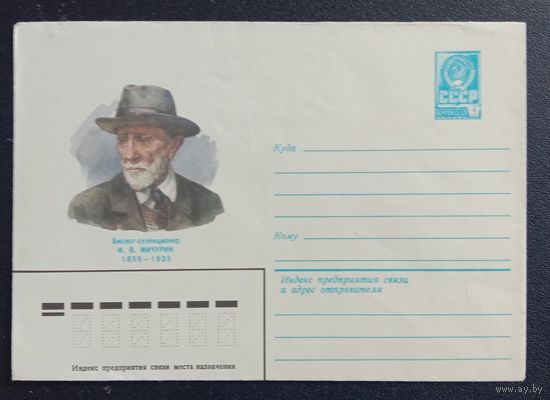 СССР
Куда
Биолог-селекционер
И. В. МИЧУРИН
1855—1935
Кому
Индекс предприятия связи
и адрес отправителя
Индекс предприятия связи места назначения
www.ay.by